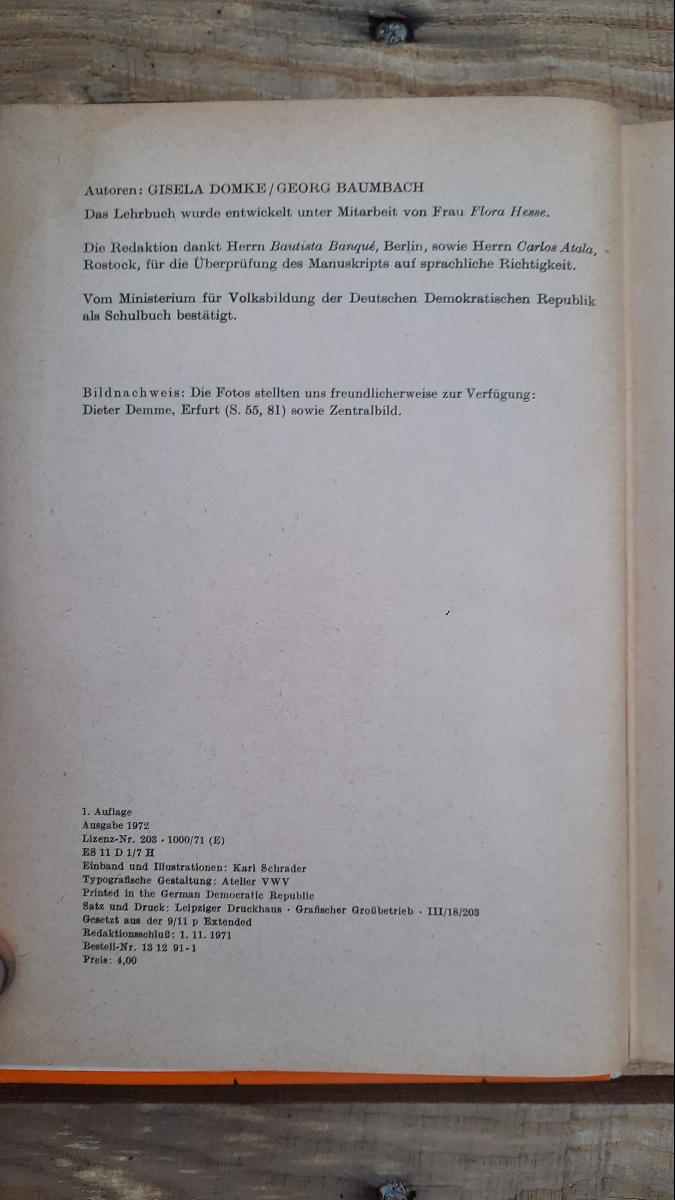 Autoren: GISELA DOMKE/GEORG BAUMBACH
Das Lehrbuch wurde entwickelt unter Mitarbeit von Frau Flora Hesse.
Die Redaktion dankt Herrn Bautista Banqué, Berlin, sowie Herrn Carlos Atala,
Rostock, für die Überprüfung des Manuskripts auf sprachliche Richtigkeit.
Vom Ministerium für Volksbildung der Deutschen Demokratischen Republik
als Schulbuch bestätigt.
Bildnachweis: Die Fotos stellten uns freundlicherweise zur Verfügung:
Dieter Demme, Erfurt (S. 55, 81) sowie Zentralbild.
1. Auflage
Ausgabe 1972
Lizenz-Nr. 203 · 1000/71 (E)
ES 11 D 1/7 H
Einband und Illustrationen: Karl Schrader
Typografische Gestaltung: Atelier VWV
Printed in the German Democratic Republic
Satz und Druck: Leipziger Druckhaus · Grafischer Großbetrieb · III/18/203
Gesetzt aus der 9/11 p Extended
Redaktionsschluß: 1. 11. 1971
Bestell-Nr. 13 12 91-1
Preis: 4,00